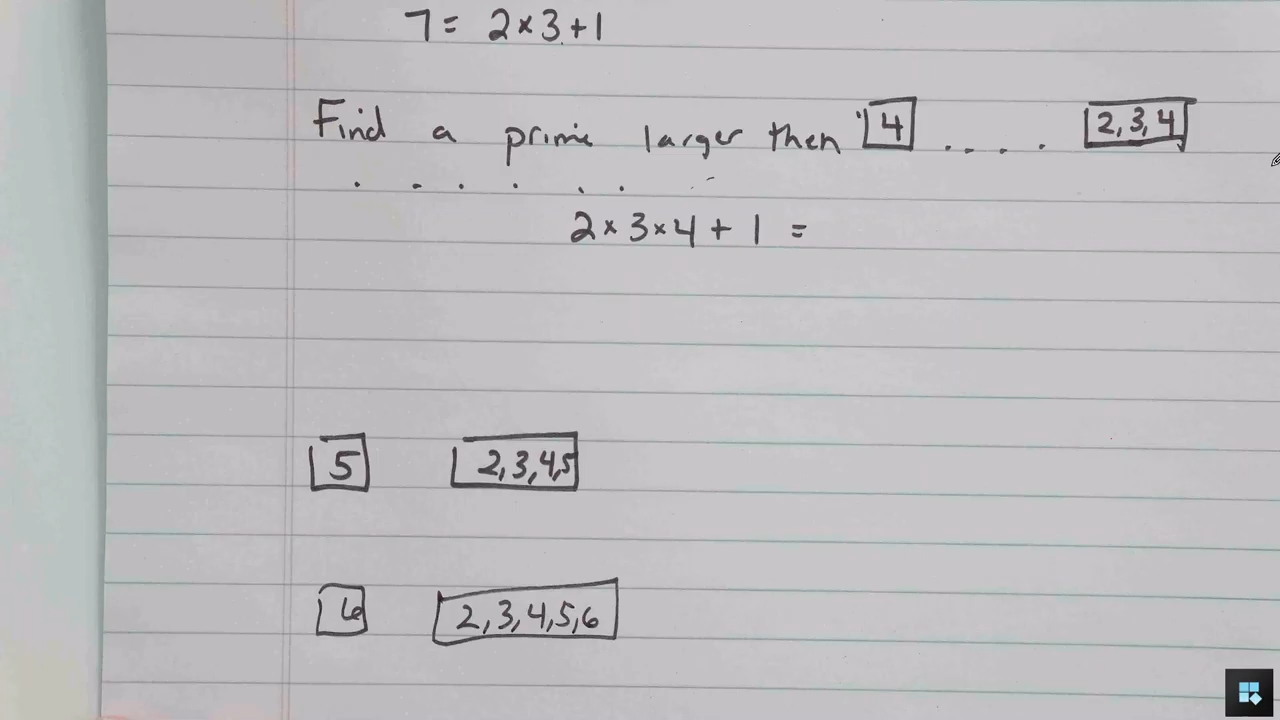 7 = 2×3+1
Find a prime larger then 4 .... 2,3,4
. . . . . .
2×3×4+1 =
5 2,3,4,5
6 2,3,4,5,6